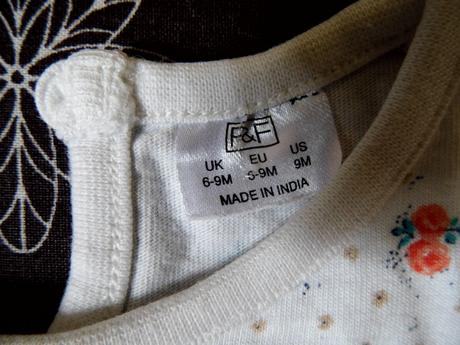 F&F
UK EU US
6-9M 6-9M 9M
MADE IN INDIA